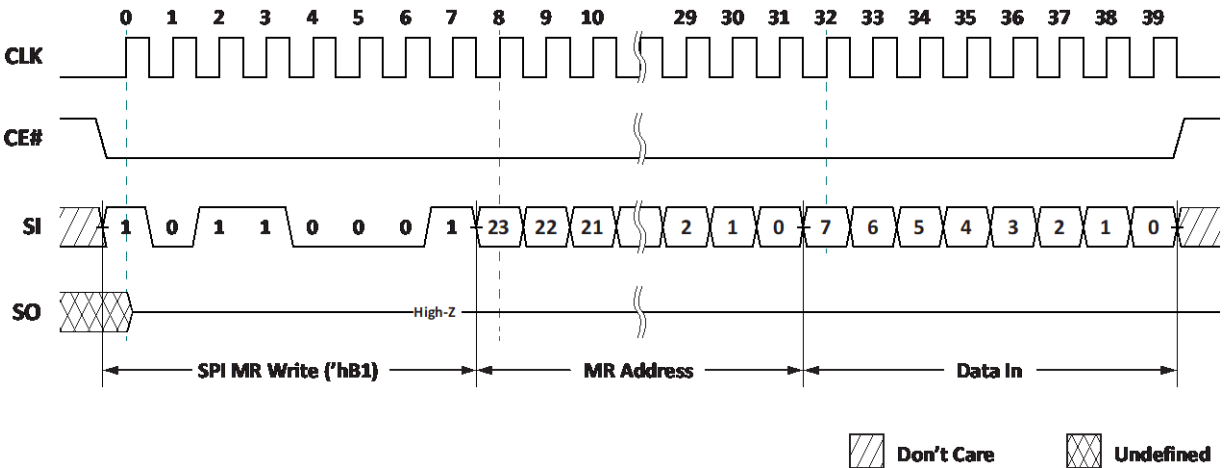 0 1 2 3 4 5 6 7 8 9 10 29 30 31 32 33 34 35 36 37 38 39
CLK
CE#
SI 1 0 1 1 0 0 0 1 23 22 21 2 1 0 7 6 5 4 3 2 1 0
SO High-Z
SPI MR Write ('hB1) MR Address Data In
Don't Care Undefined